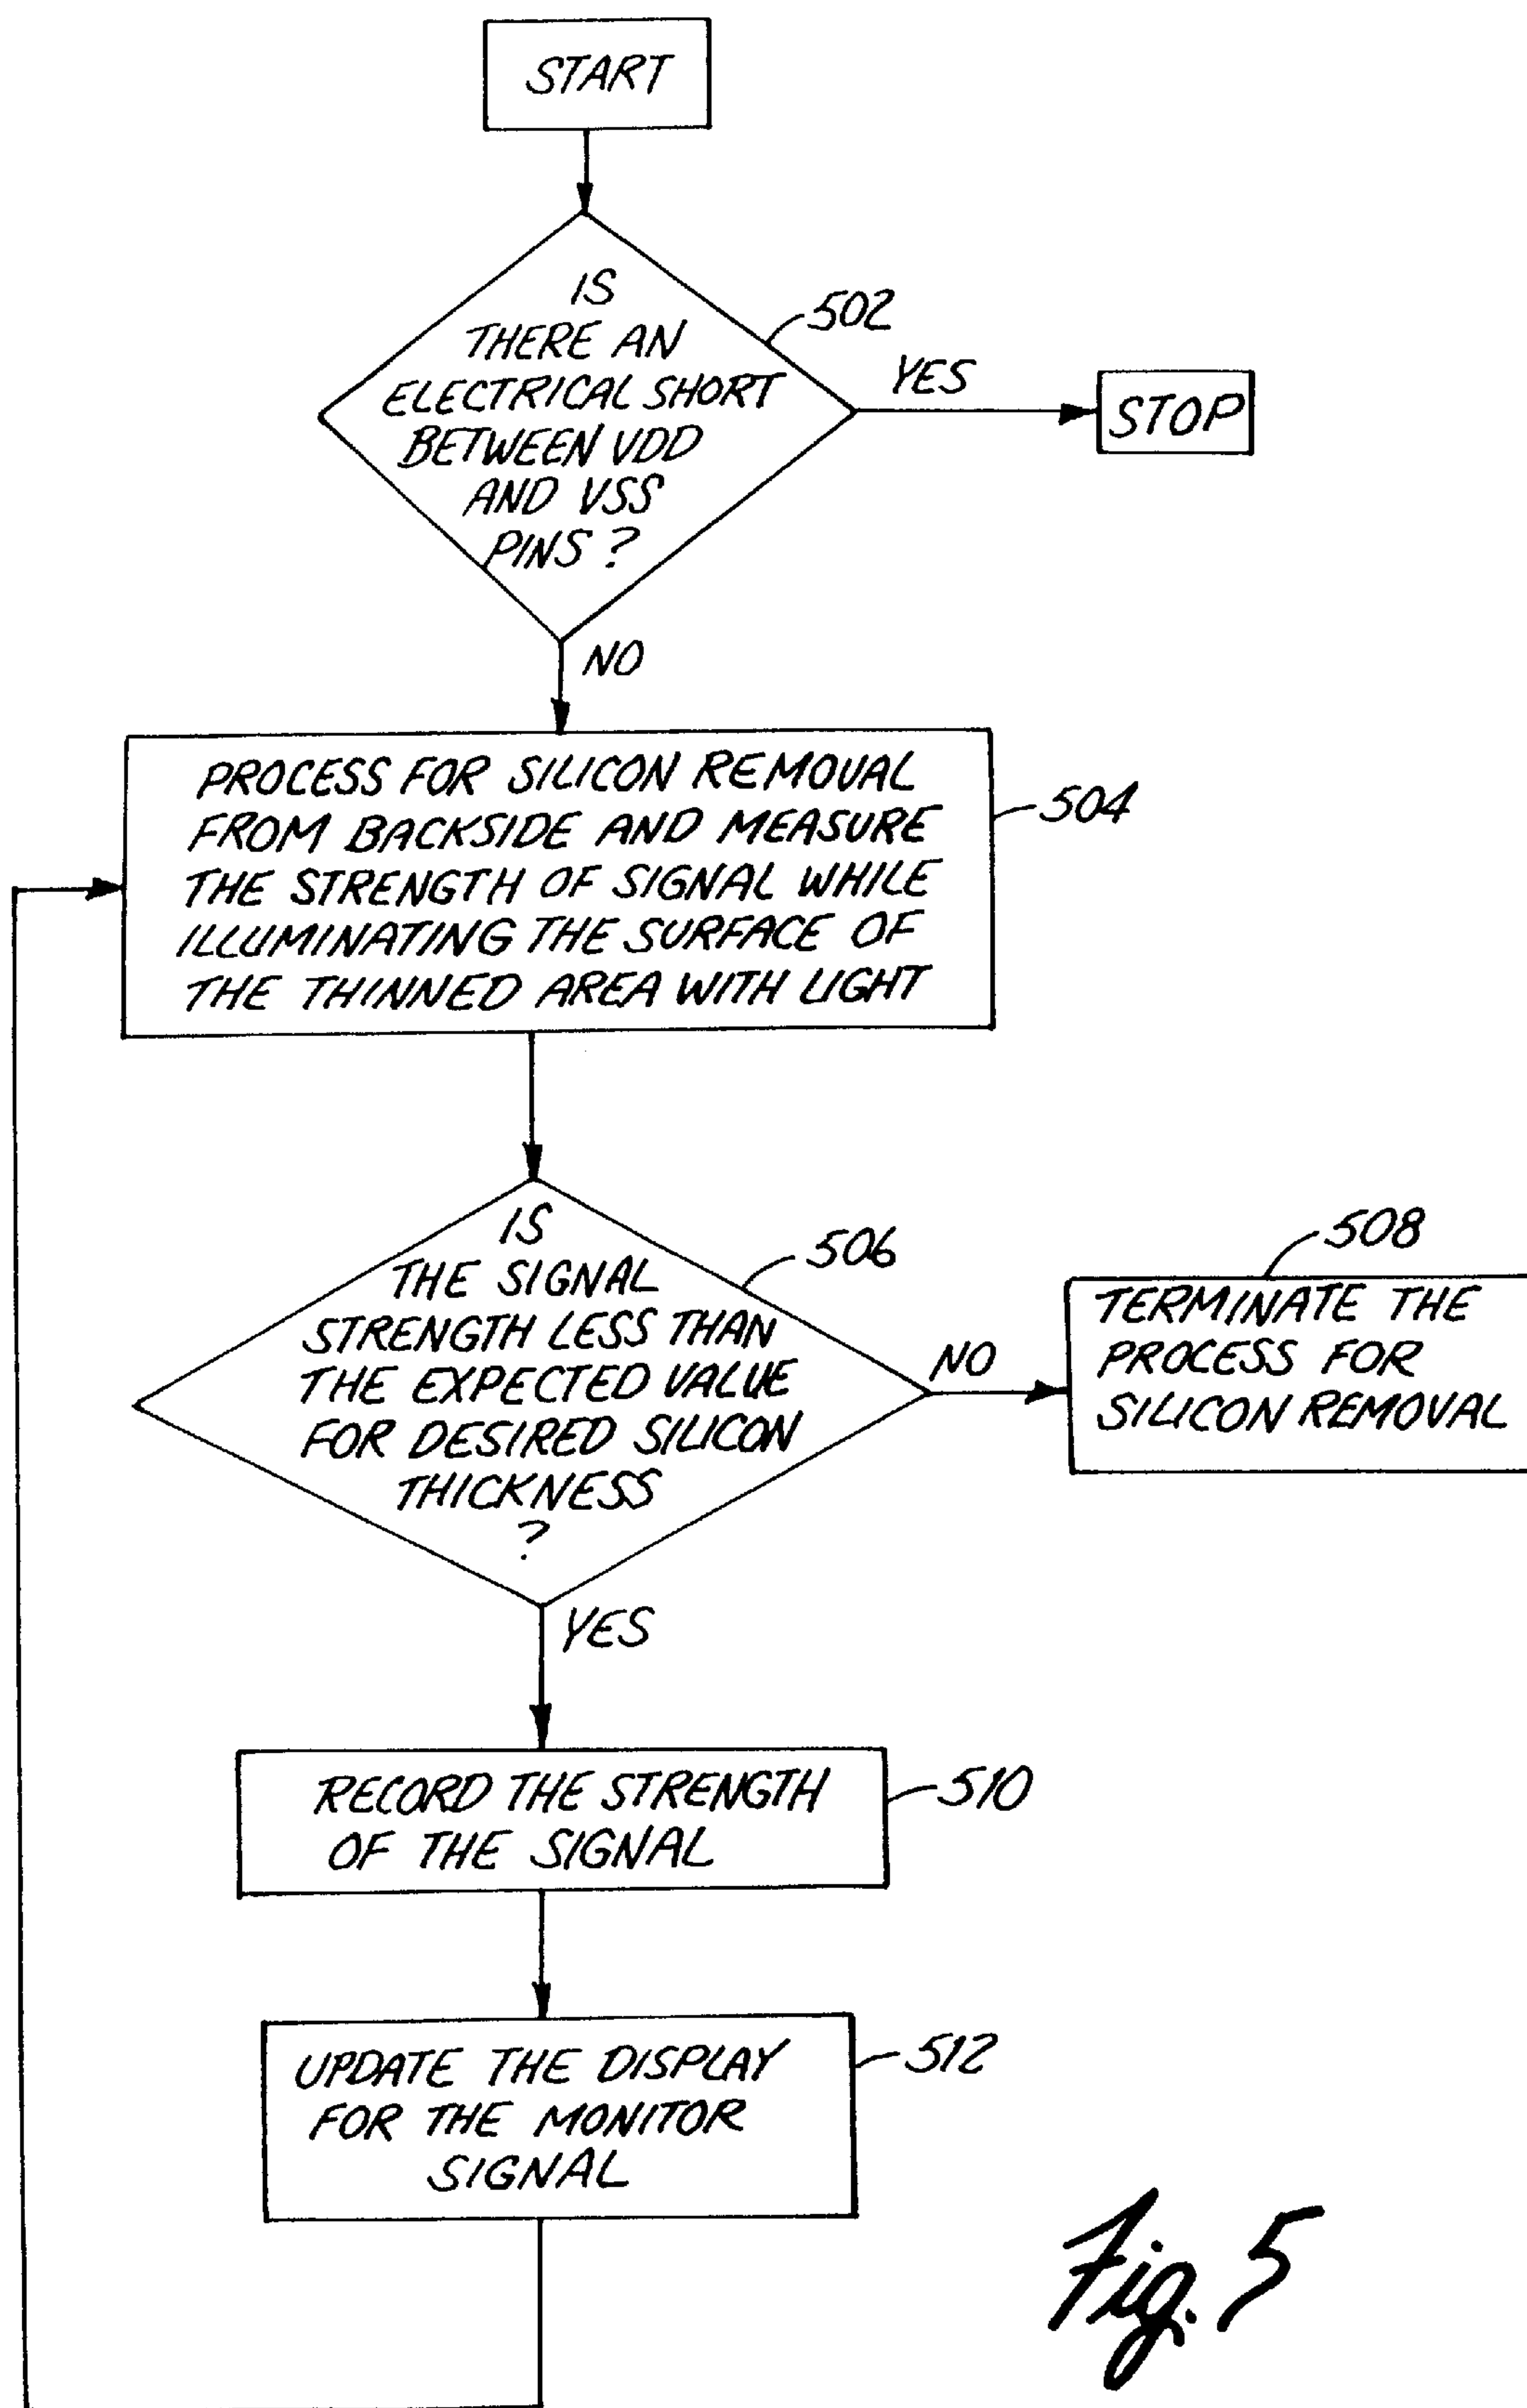 START
IS
THERE AN
ELECTRICAL SHORT
BETWEEN VDD
AND VSS
PINS ?
502
YES
STOP
NO
PROCESS FOR SILICON REMOVAL
FROM BACKSIDE AND MEASURE
THE STRENGTH OF SIGNAL WHILE
ILLUMINATING THE SURFACE OF
THE THINNED AREA WITH LIGHT
504
IS
THE SIGNAL
STRENGTH LESS THAN
THE EXPECTED VALUE
FOR DESIRED SILICON
THICKNESS
?
506
NO
508
TERMINATE THE
PROCESS FOR
SILICON REMOVAL
YES
RECORD THE STRENGTH
OF THE SIGNAL
510
UPDATE THE DISPLAY
FOR THE MONITOR
SIGNAL
512
Fig. 5